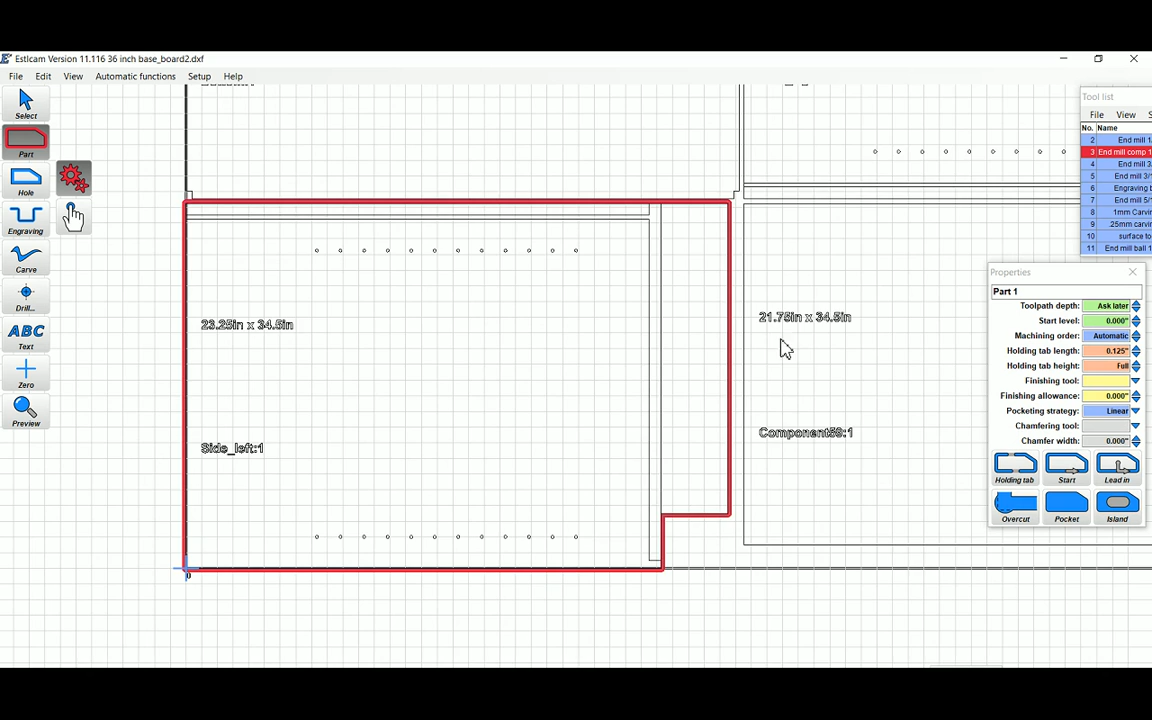 Estlcam Version 11.116 36 inch base_board2.dxf
File Edit View Automatic functions Setup Help
Select
Part
Hole
Engraving
Carve
Drill...
ABC
Text
Zero
Preview
23.25in x 34.5in
Side_left:1
0
21.75in x 34.5in
Component59:1
Tool list
File View S
No. Name
2 End mill 1
3 End mill comp 1
4 End mill 3
5 End mill 3/
6 Engraving b
7 End mill 5/
8 1mm Carvin
9 .25mm carvin
10 surface to
11 End mill ball 1
Properties
Part 1
Toolpath depth: Ask later
Start level: 0.000"
Machining order: Automatic
Holding tab length: 0.125"
Holding tab height: Full
Finishing tool:
Finishing allowance: 0.000"
Pocketing strategy: Linear
Chamfering tool:
Chamfer width: 0.000"
Holding tab Start Lead in
Overcut Pocket Island